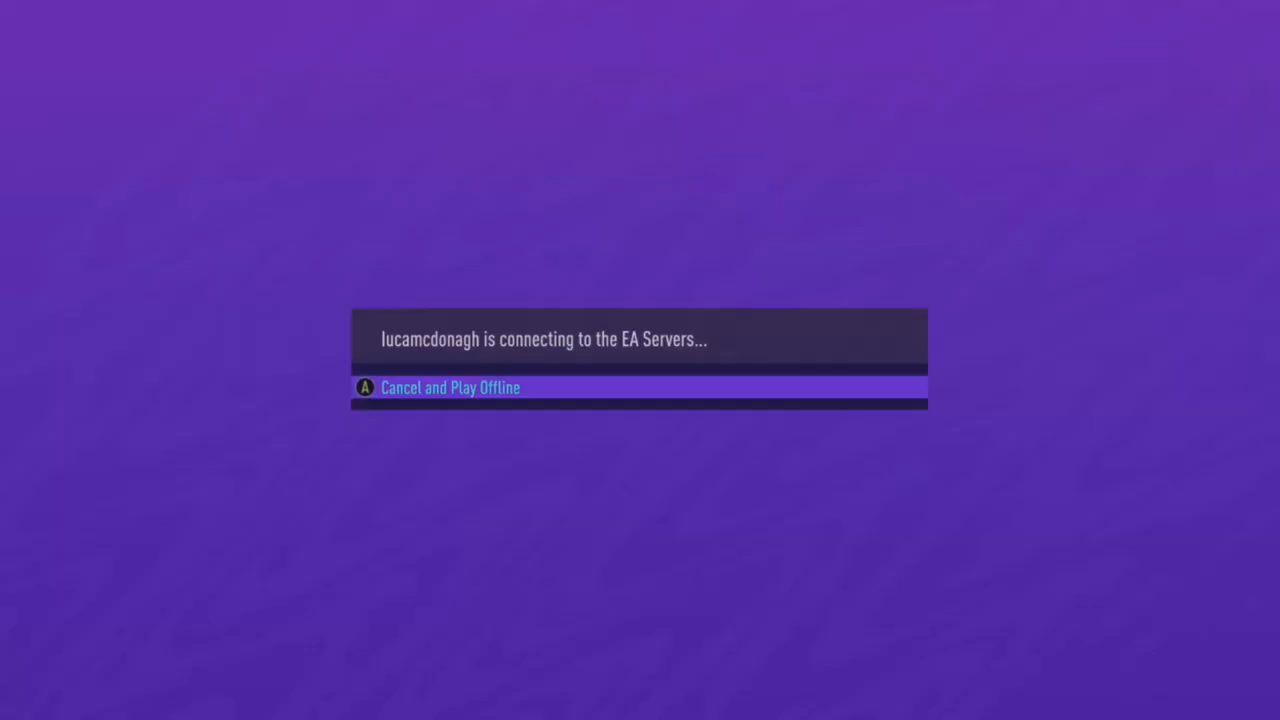 lucamcdonagh is connecting to the EA Servers...
A Cancel and Play Offline